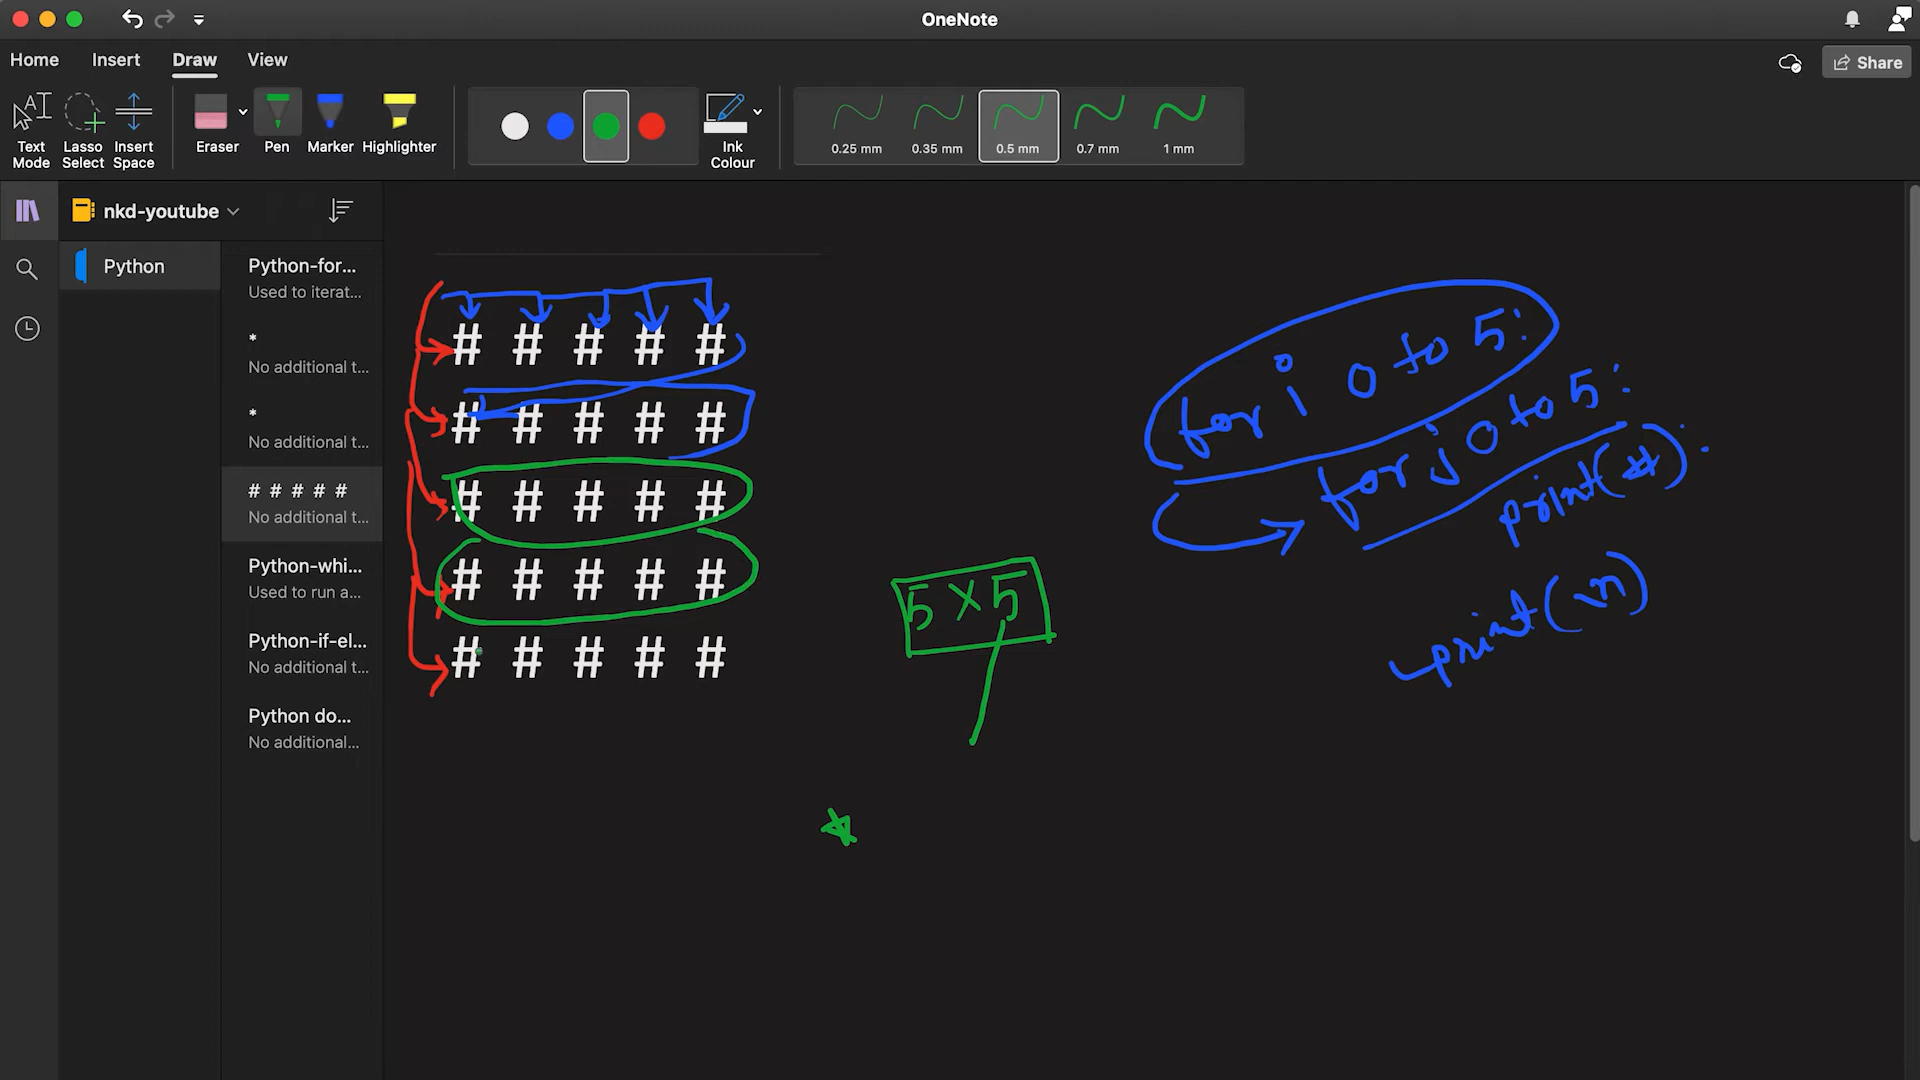 OneNote
Home Insert Draw View
Share
Text Mode
Lasso Select
Insert Space
Eraser
Pen
Marker
Highlighter
Ink Colour
0.25 mm
0.35 mm
0.5 mm
0.7 mm
1 mm
nkd-youtube
Python
Python-for...
Used to iterat...
*
No additional t...
*
No additional t...
# # # # #
No additional t...
Python-whi...
Used to run a...
Python-if-el...
No additional t...
Python do...
No additional...
# # # # #
# # # # #
# # # # #
# # # # #
# # # # #
5 x 5
for i 0 to 5:
for j 0 to 5:
print(#).
print(\n)